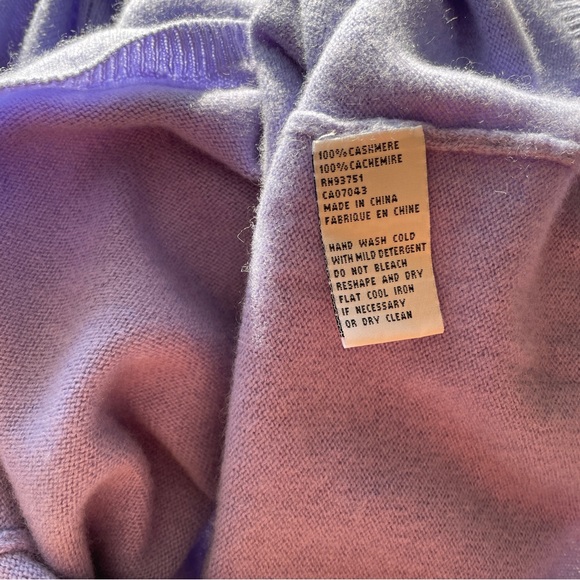 100% CASHMERE
100% CACHEMIRE
RH93751
CA07043
MADE IN CHINA
FABRIQUE EN CHINE
HAND WASH COLD
WITH MILD DETERGENT
DO NOT BLEACH
RESHAPE AND DRY
FLAT COOL IRON
IF NECESSARY
OR DRY CLEAN